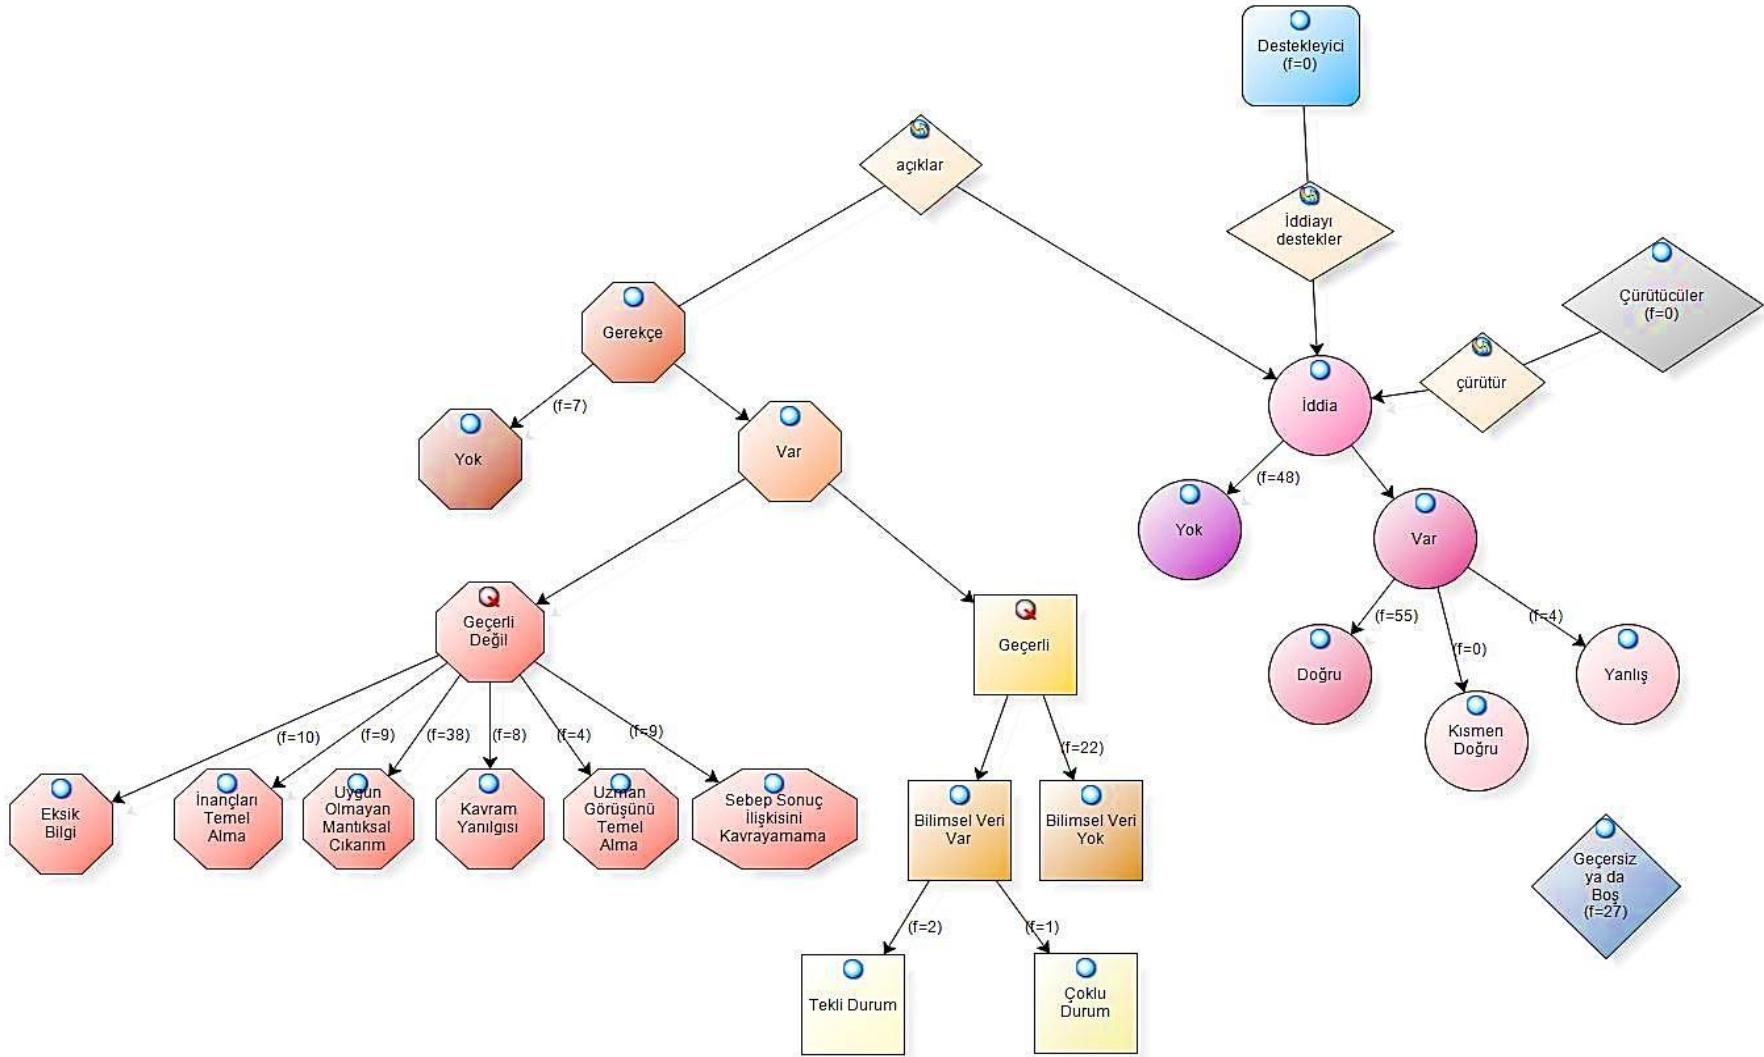 Destekleyici
(f=0)
açıklar
İddiayı
destekler
Çürütücüler
(f=0)
Gerekçe
çürütür
İddia
(f=7)
Yok
Var
(f=48)
Yok
Var
(f=55)
(f=0)
(f=4)
Geçerli
Değil
Geçerli
Doğru
Yanlış
Kısmen
Doğru
(f=10)
(f=9)
(f=38)
(f=8)
(f=4)
(f=9)
(f=22)
Eksik
Bilgi
İnançları
Temel
Alma
Uygun
Olmayan
Mantıksal
Çıkarım
Kavram
Yanılgısı
Uzman
Görüşünü
Temel
Alma
Sebep Sonuç
İlişkisini
Kavrayamama
Bilimsel Veri
Var
Bilimsel Veri
Yok
Geçersiz
ya da
Boş
(f=27)
(f=2)
(f=1)
Tekli Durum
Çoklu
Durum